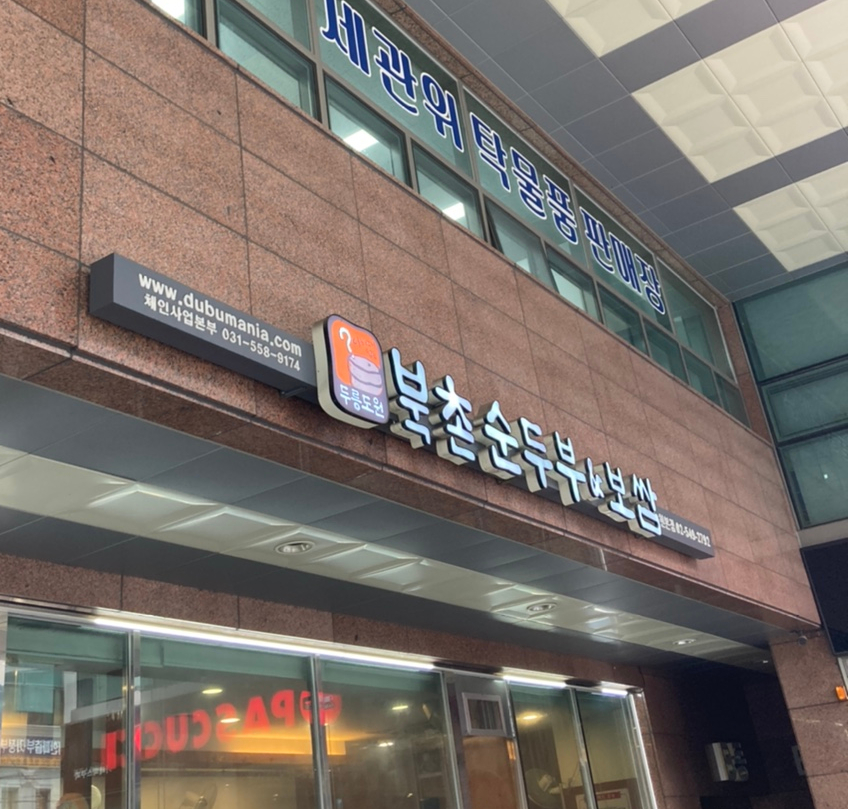 세관위탁물품 판매장
www.dubumania.com
체인사업본부 031-558-9174
두릉도원
북촌순두부&보쌈
PASCUCCI